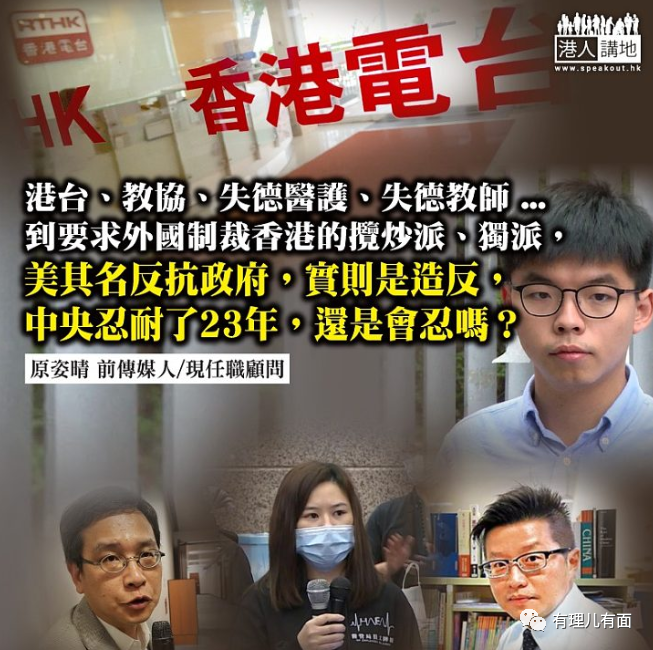 RTHK
香港電台
HK 香港電台
港人講地
www.speakout.hk
港台、教協、失德醫護、失德教師 ...
到要求外國制裁香港的攬炒派、獨派，
美其名反抗政府，實則是造反，
中央忍耐了23年，還是會忍嗎？
原姿晴 前傳媒人/現任職顧問
CHINA
HAEA
有理儿有面